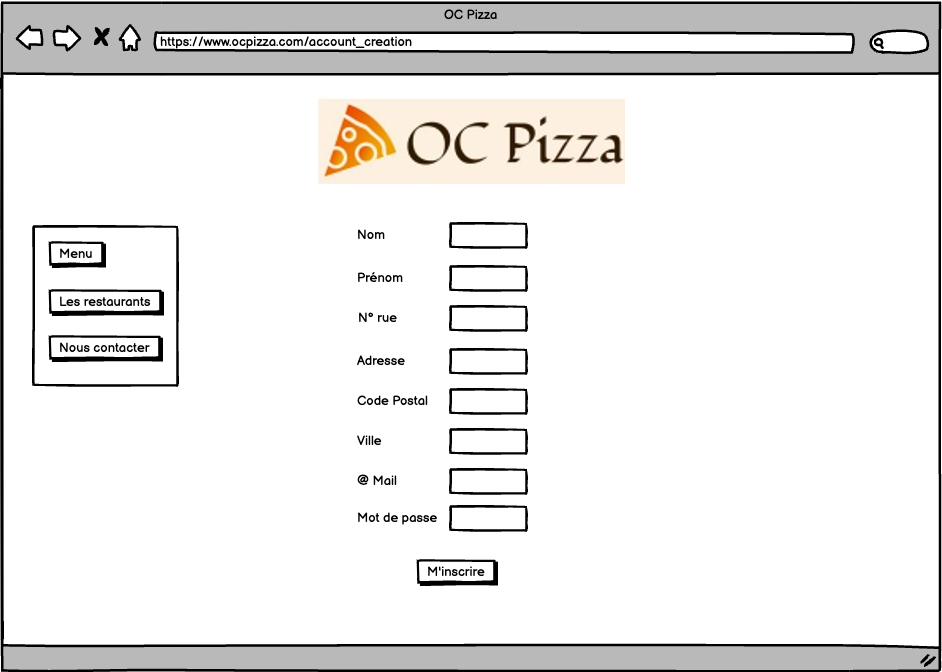 OC Pizza
https://www.ocpizza.com/account_creation
OC Pizza
Menu
Les restaurants
Nous contacter
Nom
Prénom
N° rue
Adresse
Code Postal
Ville
@ Mail
Mot de passe
M'inscrire